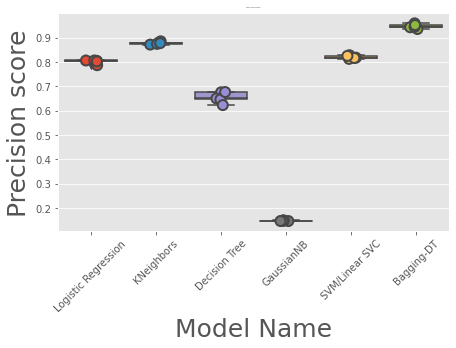 0.9
0.8
0.7
0.6
0.5
0.4
0.3
0.2
Precision score
Logistic Regression
KNeighbors
Decision Tree
GaussianNB
SVM/Linear SVC
Bagging-DT
Model Name